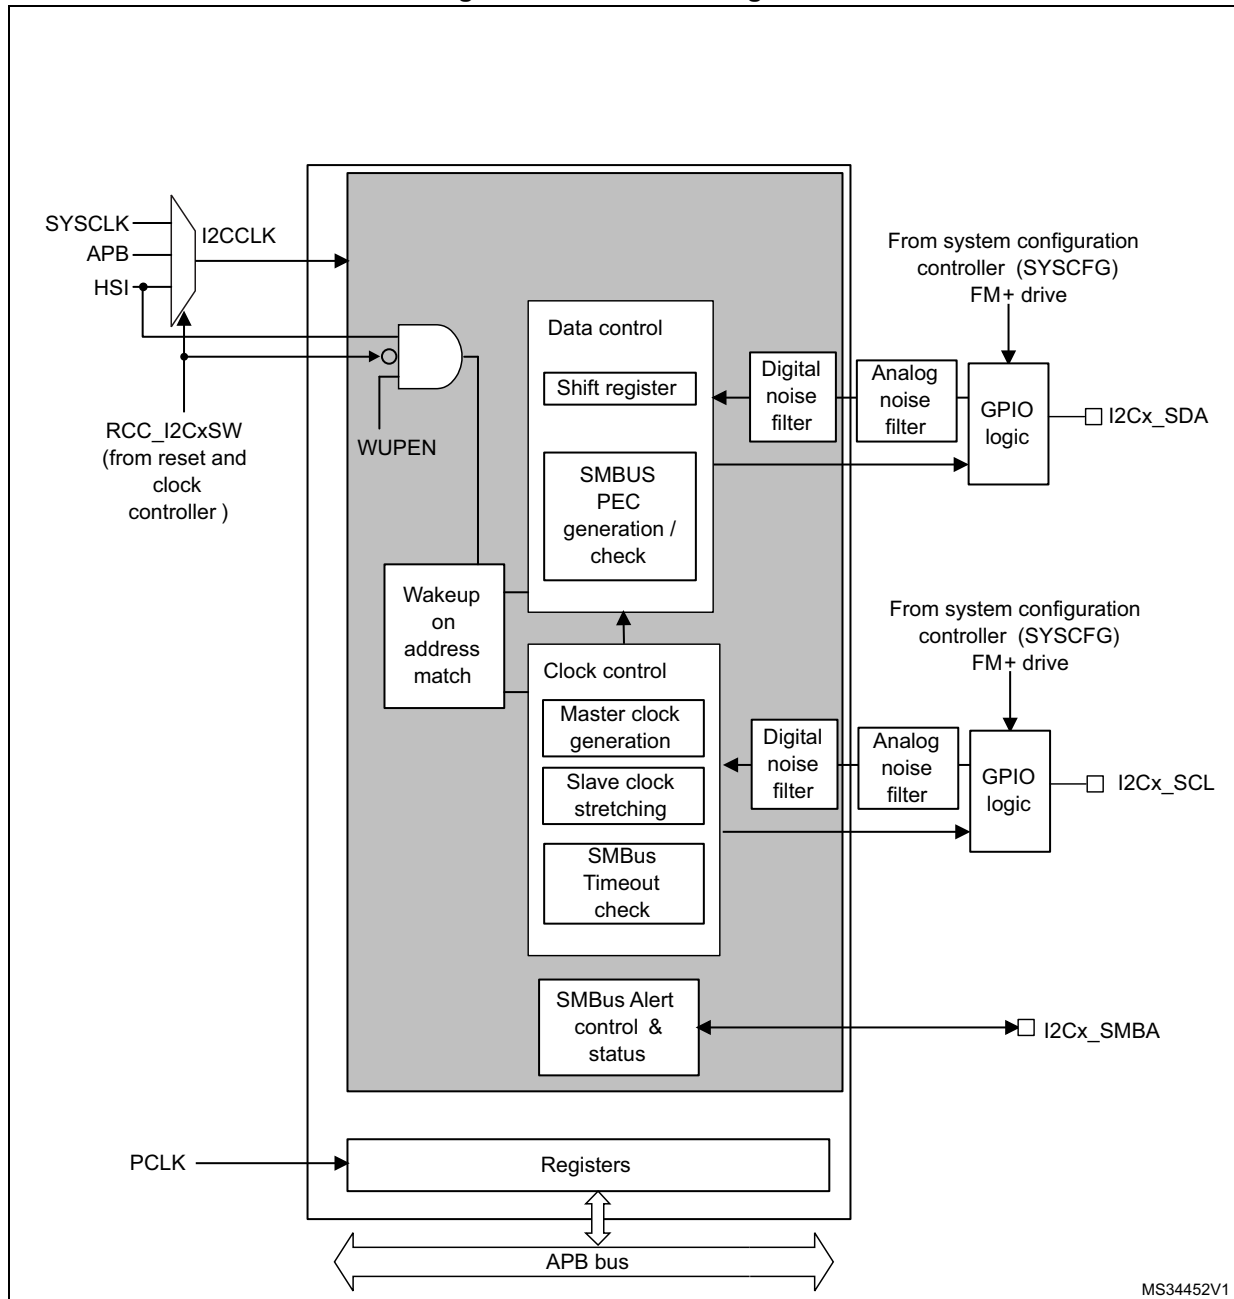 SYSCLK
APB
HSI
I2CCLK
RCC_I2CxSW
(from reset and
clock
controller )
WUPEN
Wakeup
on
address
match
Data control
Shift register
SMBUS
PEC
generation /
check
Clock control
Master clock
generation
Slave clock
stretching
SMBus
Timeout
check
SMBus Alert
control &
status
Digital
noise
filter
Analog
noise
filter
From system configuration
controller (SYSCFG)
FM+ drive
GPIO
logic
I2Cx_SDA
Digital
noise
filter
Analog
noise
filter
From system configuration
controller (SYSCFG)
FM+ drive
GPIO
logic
I2Cx_SCL
I2Cx_SMBA
PCLK
Registers
APB bus
MS34452V1